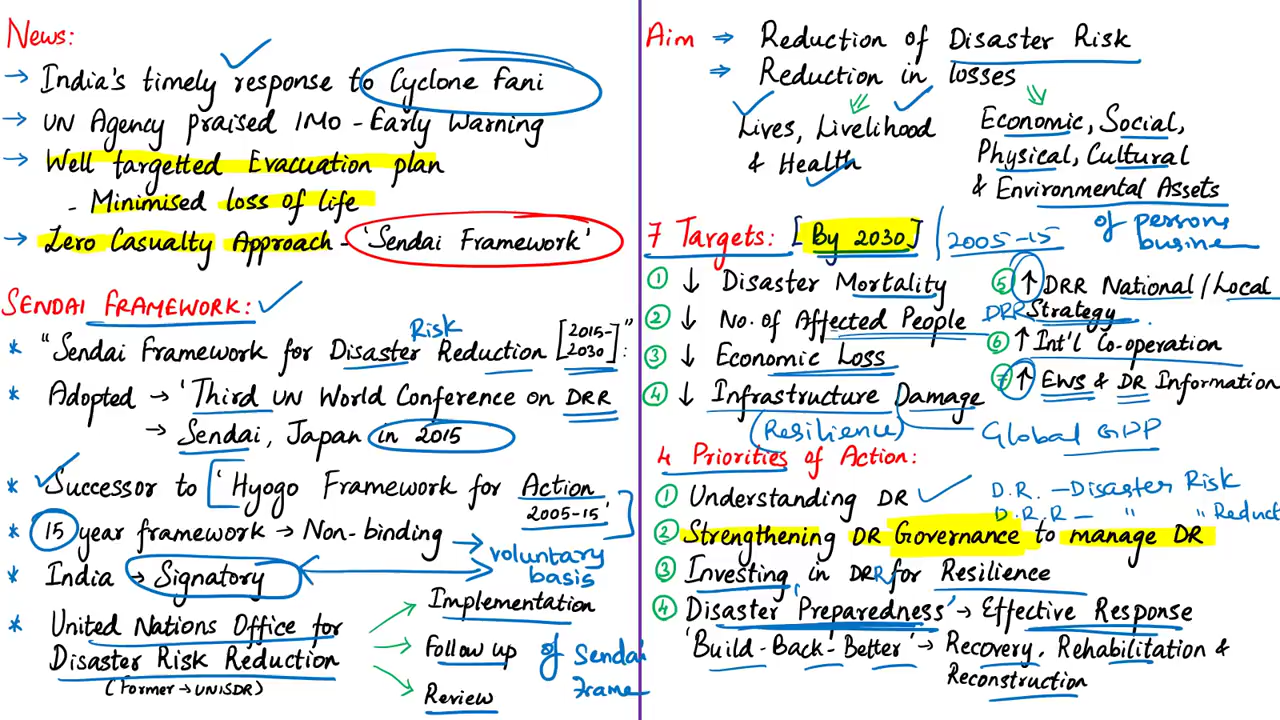 News:
→ India's timely response to Cyclone Fani
→ UN Agency praised IMO - Early Warning
→ Well targetted Evacuation plan
- Minimised loss of life
→ Zero Casualty Approach - 'Sendai Framework'
SENDAI FRAMEWORK:
Risk
* "Sendai Framework for Disaster Reduction [2015-
2030]":
* Adopted → 'Third UN World Conference on DRR
→ Sendai, Japan in 2015
* Successor to 'Hyogo Framework for Action
2005-15'
* 15 year framework → Non-binding
voluntary
basis
* India → Signatory
* United Nations Office for
Disaster Risk Reduction
(Former → UNISDR)
Implementation
Follow up
Review
of Sendai
Frame
Aim ⇒ Reduction of Disaster Risk
⇒ Reduction in losses
Lives, Livelihood
& Health
Economic, Social,
Physical, Cultural
& Environmental Assets
of persons
busine
7 Targets: [By 2030] 2005-15
① ↓ Disaster Mortality
② ↓ No. of Affected People
③ ↓ Economic Loss
④ ↓ Infrastructure Damage
(Resilience)
Global GDP
⑤ ↑ DRR National / Local
DRR Strategy
⑥ ↑ Int'l Co-operation
⑦ ↑ EWS & DR Information
4 Priorities of Action:
① Understanding DR
D.R. - Disaster Risk
D.R.R - " " Reduct
② Strengthening DR Governance to manage DR
③ Investing in DRR for Resilience
④ Disaster 'Preparedness' → Effective Response
'Build-Back-Better' → Recovery, Rehabilitation &
Reconstruction